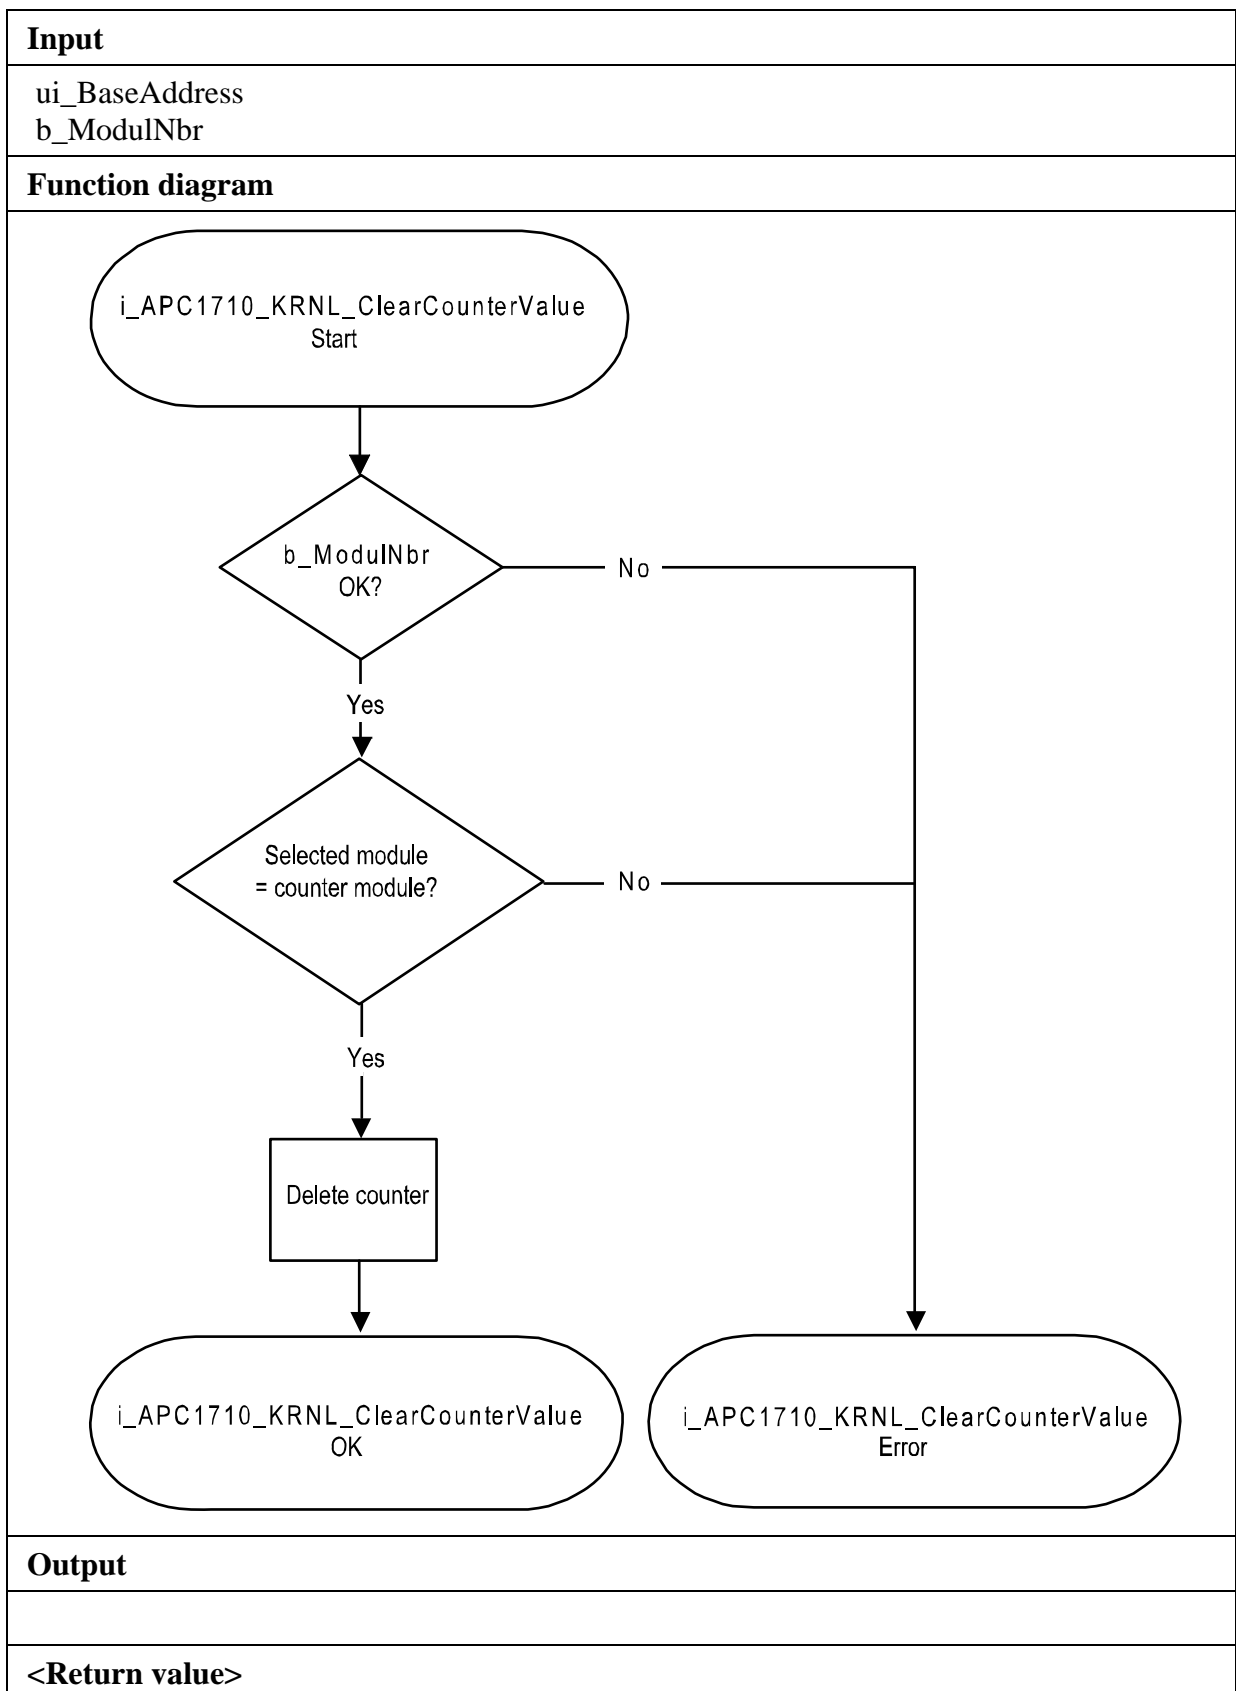 Input
ui_BaseAddress
b_ModulNbr
Function diagram
i_APC1710_KRNL_ClearCounterValue
Start
b_ModulNbr
OK?
No
Yes
Selected module
= counter module?
No
Yes
Delete counter
i_APC1710_KRNL_ClearCounterValue
OK
i_APC1710_KRNL_ClearCounterValue
Error
Output
<Return value>